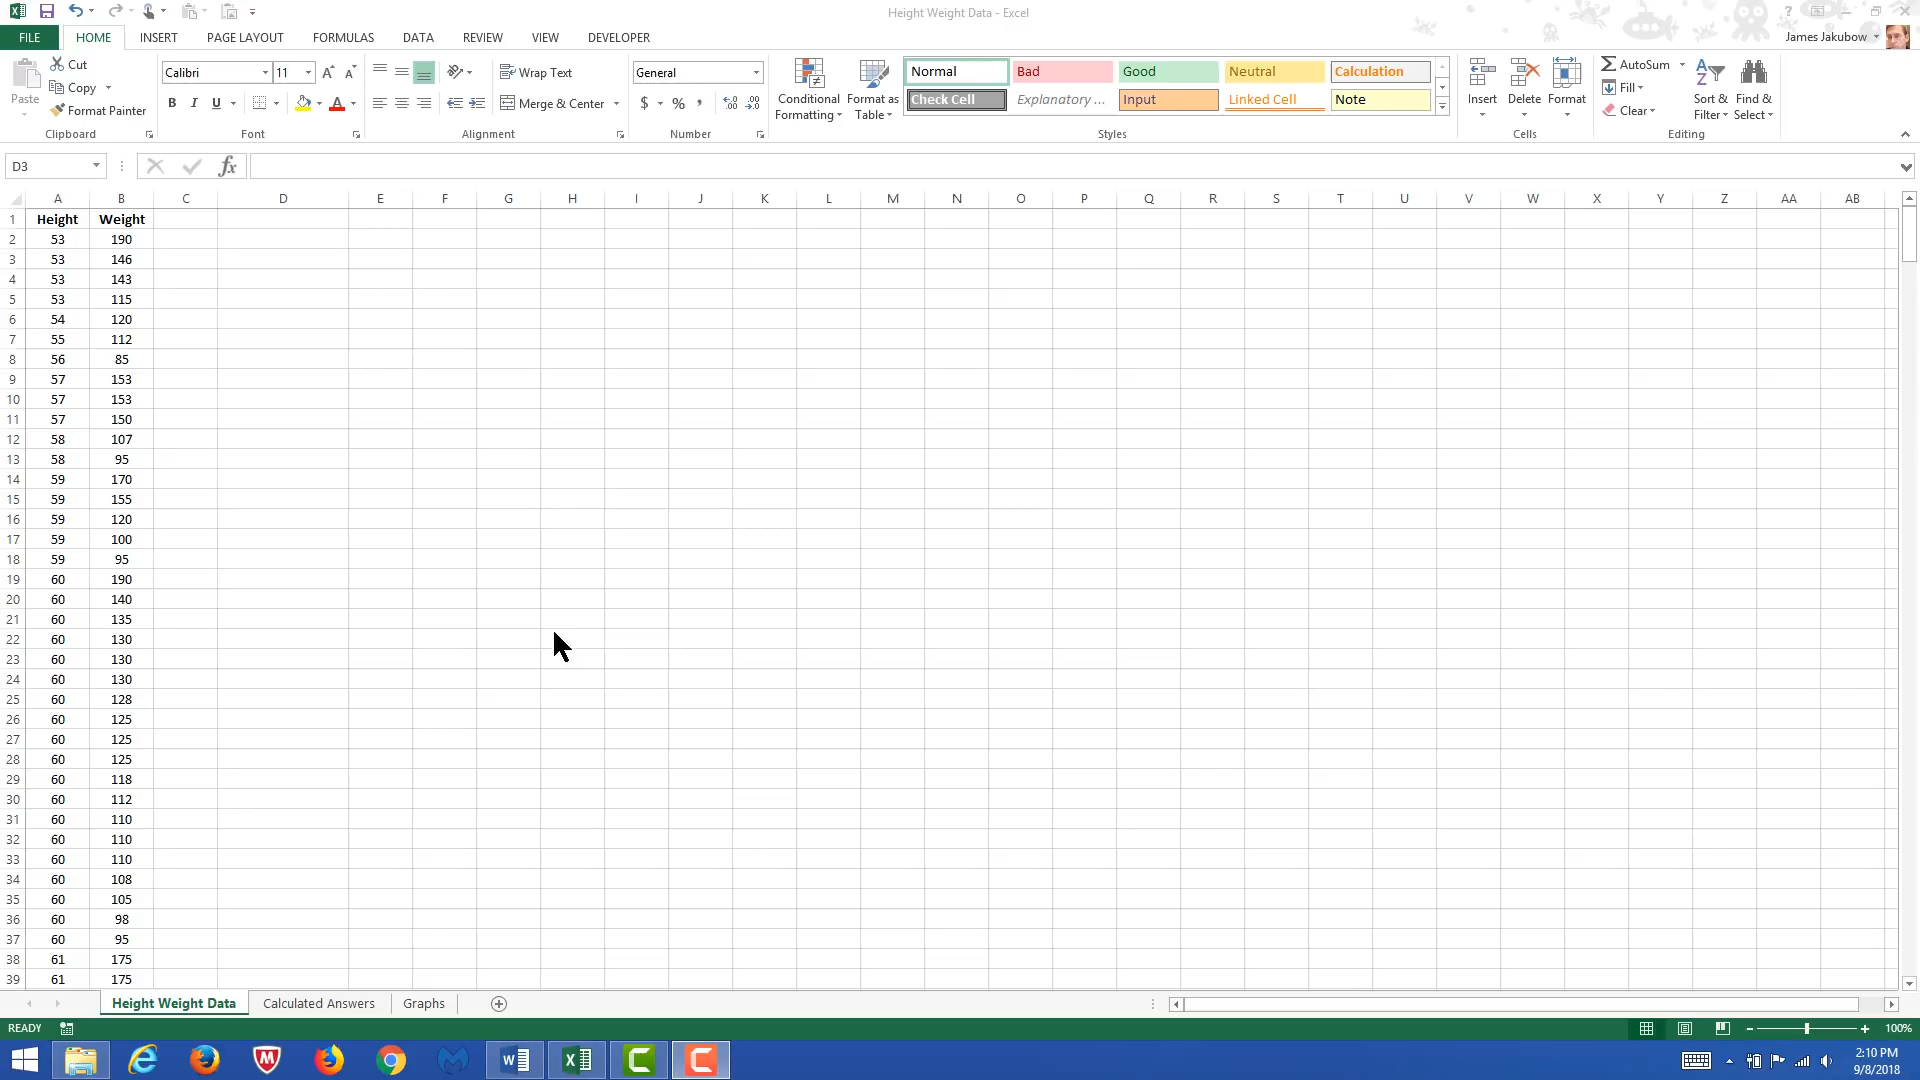 Height Weight Data - Excel
FILE HOME INSERT PAGE LAYOUT FORMULAS DATA REVIEW VIEW DEVELOPER
James Jakubow
Paste
Cut
Copy
Format Painter
Clipboard
Calibri 11
B I U
Font
Wrap Text
Merge & Center
Alignment
General
$ % ,
Number
Conditional Formatting
Format as Table
Normal Bad Good Neutral Calculation
Check Cell Explanatory ... Input Linked Cell Note
Styles
Insert Delete Format
Cells
AutoSum
Fill
Clear
Sort & Filter
Find & Select
Editing
D3 fx
A B C D E F G H I J K L M N O P Q R S T U V W X Y Z AA AB
1 Height Weight
2 53 190
3 53 146
4 53 143
5 53 115
6 54 120
7 55 112
8 56 85
9 57 153
10 57 153
11 57 150
12 58 107
13 58 95
14 59 170
15 59 155
16 59 120
17 59 100
18 59 95
19 60 190
20 60 140
21 60 135
22 60 130
23 60 130
24 60 130
25 60 128
26 60 125
27 60 125
28 60 125
29 60 118
30 60 112
31 60 110
32 60 110
33 60 110
34 60 108
35 60 105
36 60 98
37 60 95
38 61 175
39 61 175
Height Weight Data Calculated Answers Graphs
READY 100%
2:10 PM
9/8/2018